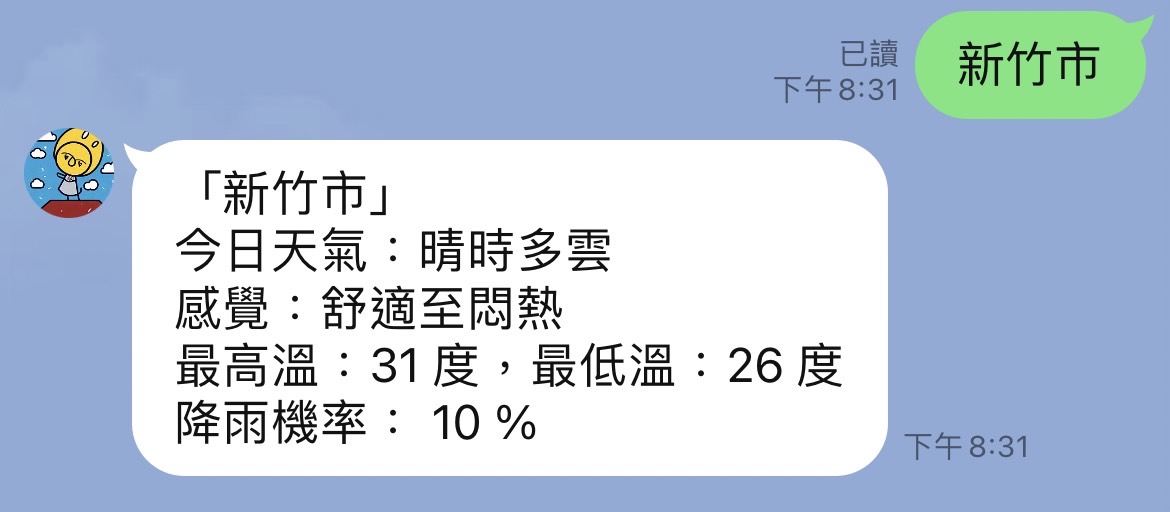 已讀
下午 8:31
新竹市
「新竹市」
今日天氣：晴時多雲
感覺：舒適至悶熱
最高溫：31 度，最低溫：26 度
降雨機率： 10 %
下午 8:31